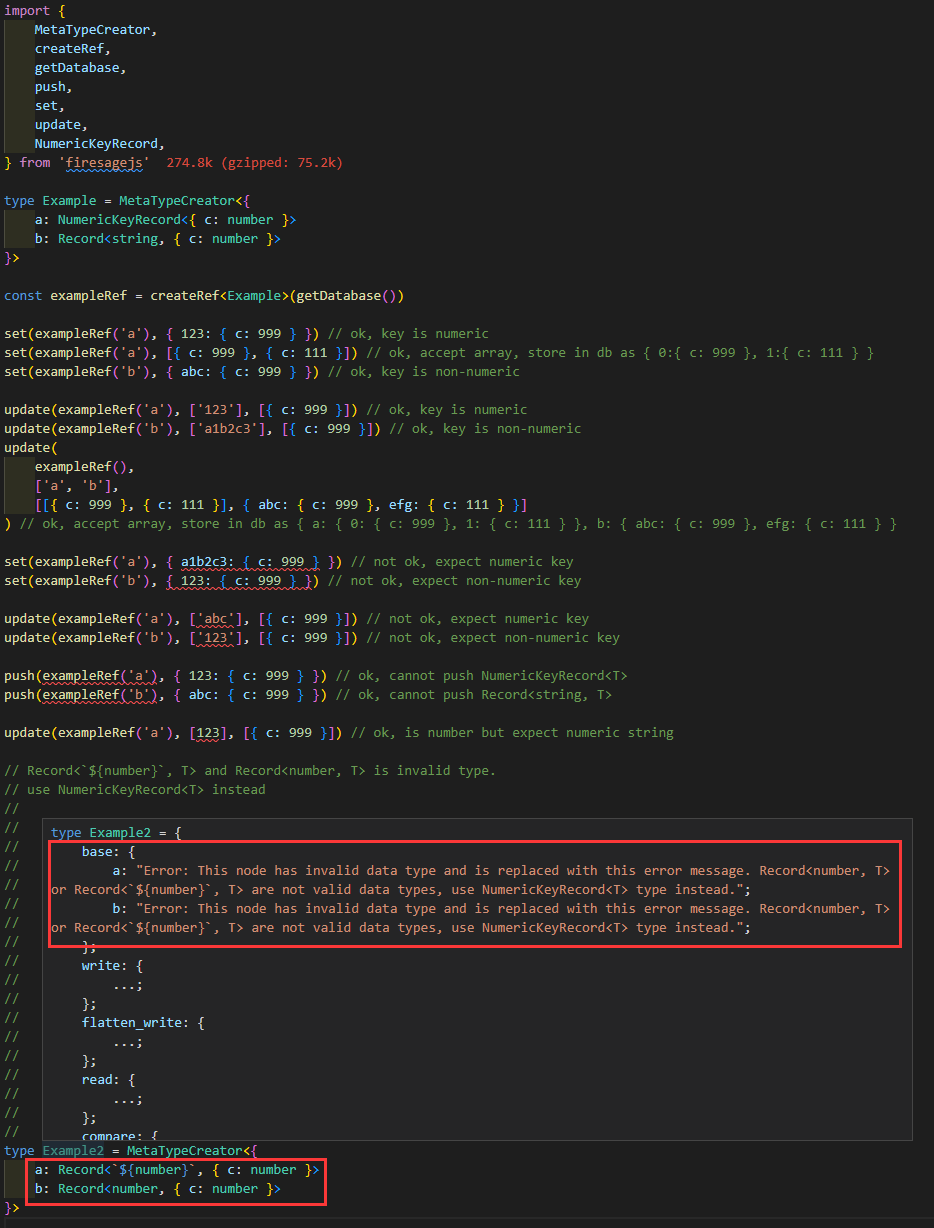 import {
    MetaTypeCreator,
    createRef,
    getDatabase,
    push,
    set,
    update,
    NumericKeyRecord,
} from 'firesagejs'  274.8k (gzipped: 75.2k)

type Example = MetaTypeCreator<{
    a: NumericKeyRecord<{ c: number }>
    b: Record<string, { c: number }>
}>

const exampleRef = createRef<Example>(getDatabase())

set(exampleRef('a'), { 123: { c: 999 } }) // ok, key is numeric
set(exampleRef('a'), [{ c: 999 }, { c: 111 }]) // ok, accept array, store in db as { 0:{ c: 999 }, 1:{ c: 111 } }
set(exampleRef('b'), { abc: { c: 999 } }) // ok, key is non-numeric

update(exampleRef('a'), ['123'], [{ c: 999 }]) // ok, key is numeric
update(exampleRef('b'), ['a1b2c3'], [{ c: 999 }]) // ok, key is non-numeric
update(
    exampleRef(),
    ['a', 'b'],
    [[{ c: 999 }, { c: 111 }], { abc: { c: 999 }, efg: { c: 111 } }]
) // ok, accept array, store in db as { a: { 0: { c: 999 }, 1: { c: 111 } }, b: { abc: { c: 999 }, efg: { c: 111 } }

set(exampleRef('a'), { a1b2c3: { c: 999 } }) // not ok, expect numeric key
set(exampleRef('b'), { 123: { c: 999 } }) // not ok, expect non-numeric key

update(exampleRef('a'), ['abc'], [{ c: 999 }]) // not ok, expect numeric key
update(exampleRef('b'), ['123'], [{ c: 999 }]) // not ok, expect non-numeric key

push(exampleRef('a'), { 123: { c: 999 } }) // ok, cannot push NumericKeyRecord<T>
push(exampleRef('b'), { abc: { c: 999 } }) // ok, cannot push Record<string, T>

update(exampleRef('a'), [123], [{ c: 999 }]) // ok, is number but expect numeric string

// Record<`${number}`, T> and Record<number, T> is invalid type.
// use NumericKeyRecord<T> instead
//
//
// type Example2 = {
//     base: {
//         a: "Error: This node has invalid data type and is replaced with this error message. Record<number, T>
// or Record<`${number}`, T> are not valid data types, use NumericKeyRecord<T> type instead.";
//         b: "Error: This node has invalid data type and is replaced with this error message. Record<number, T>
// or Record<`${number}`, T> are not valid data types, use NumericKeyRecord<T> type instead.";
//     };
//     write: {
//         ...;
//     };
//     flatten_write: {
//         ...;
//     };
//     read: {
//         ...;
//     };
//     compare: {
type Example2 = MetaTypeCreator<{
    a: Record<`${number}`, { c: number }>
    b: Record<number, { c: number }>
}>